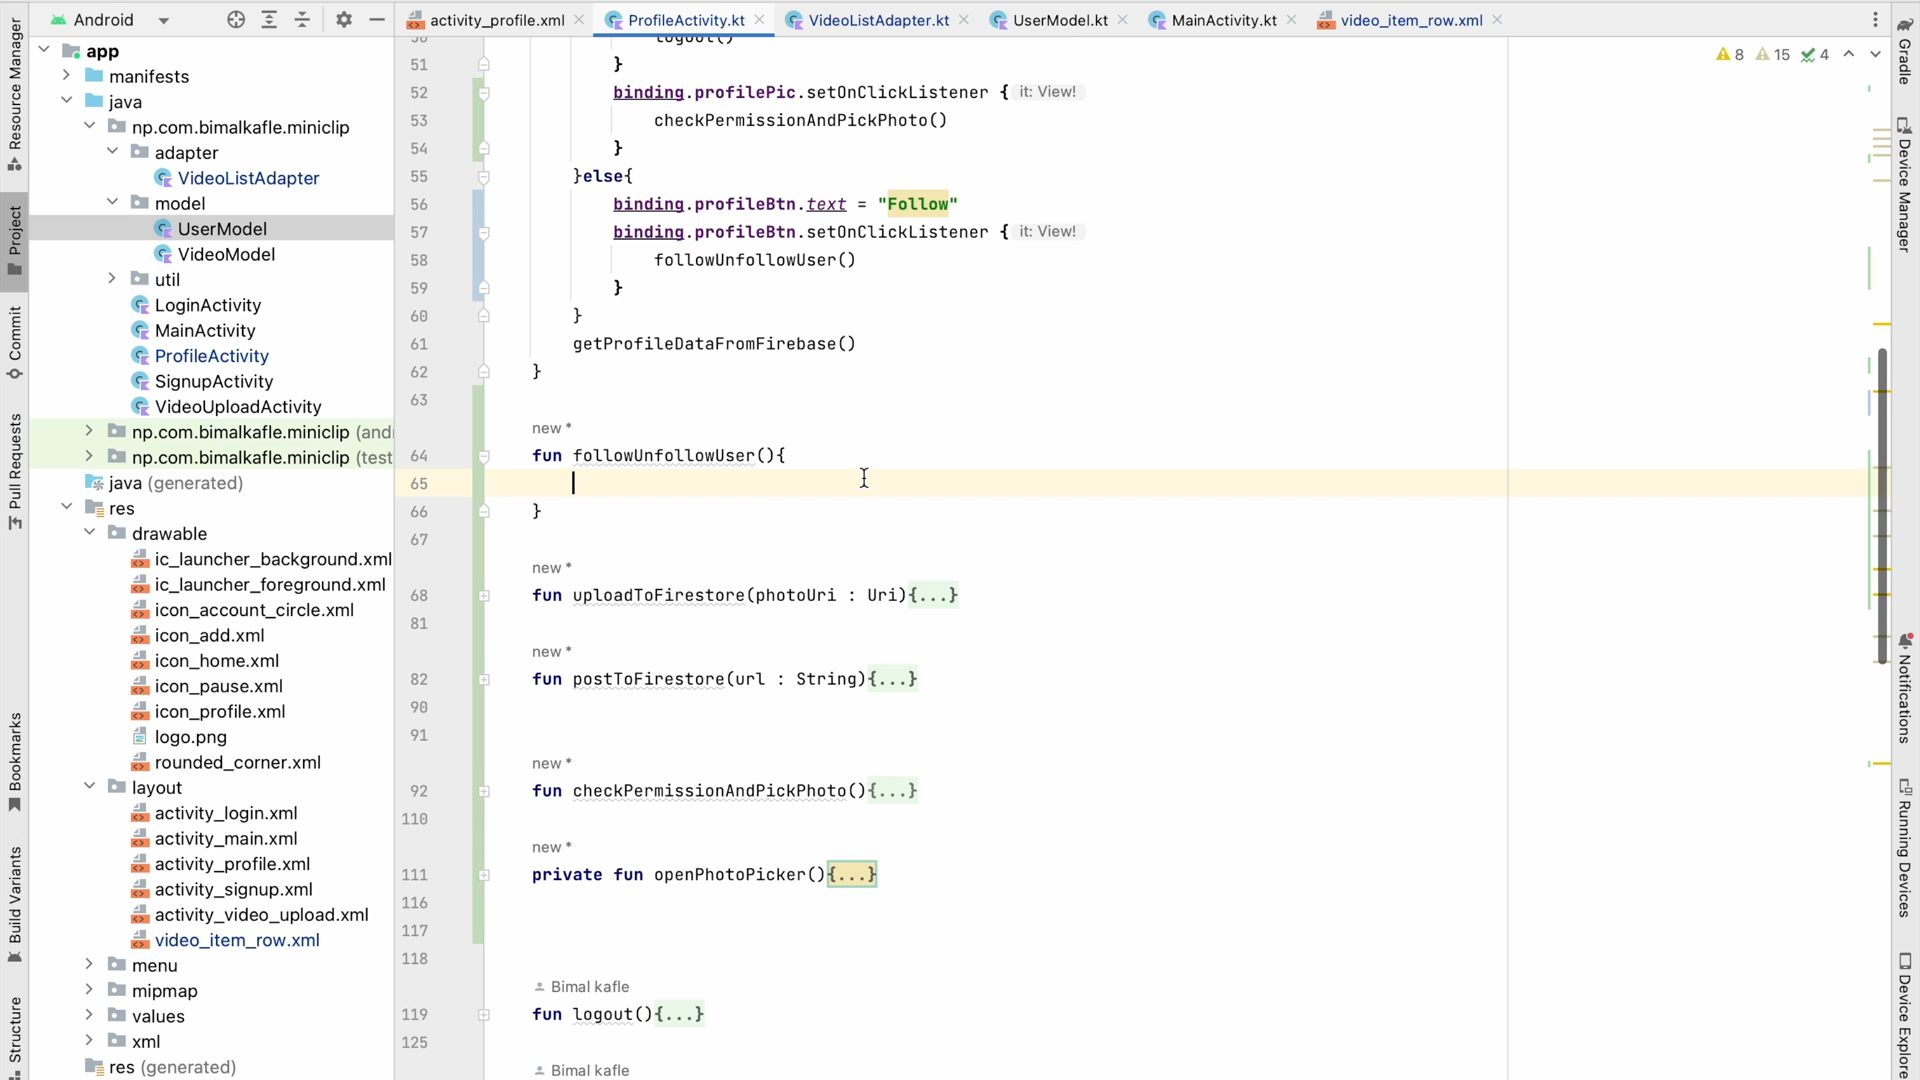 Android
activity_profile.xml
ProfileActivity.kt
VideoListAdapter.kt
UserModel.kt
MainActivity.kt
video_item_row.xml
Resource Manager
Project
Commit
Pull Requests
Bookmarks
Build Variants
Structure
app
manifests
java
np.com.bimalkafle.miniclip
adapter
VideoListAdapter
model
UserModel
VideoModel
util
LoginActivity
MainActivity
ProfileActivity
SignupActivity
VideoUploadActivity
np.com.bimalkafle.miniclip (and
np.com.bimalkafle.miniclip (test
java (generated)
res
drawable
ic_launcher_background.xml
ic_launcher_foreground.xml
icon_account_circle.xml
icon_add.xml
icon_home.xml
icon_pause.xml
icon_profile.xml
logo.png
rounded_corner.xml
layout
activity_login.xml
activity_main.xml
activity_profile.xml
activity_signup.xml
activity_video_upload.xml
video_item_row.xml
menu
mipmap
values
xml
res (generated)
8 15 4
50 logout()
51 }
52 binding.profilePic.setOnClickListener { it: View!
53 checkPermissionAndPickPhoto()
54 }
55 }else{
56 binding.profileBtn.text = "Follow"
57 binding.profileBtn.setOnClickListener { it: View!
58 followUnfollowUser()
59 }
60 }
61 getProfileDataFromFirebase()
62 }
63
new *
64 fun followUnfollowUser(){
65
66 }
67
new *
68 fun uploadToFirestore(photoUri : Uri){...}
81
new *
82 fun postToFirestore(url : String){...}
90
91
new *
92 fun checkPermissionAndPickPhoto(){...}
110
new *
111 private fun openPhotoPicker(){...}
116
117
118
Bimal kafle
119 fun logout(){...}
125
Bimal kafle
Gradle
Device Manager
Notifications
Running Devices
Device Explore